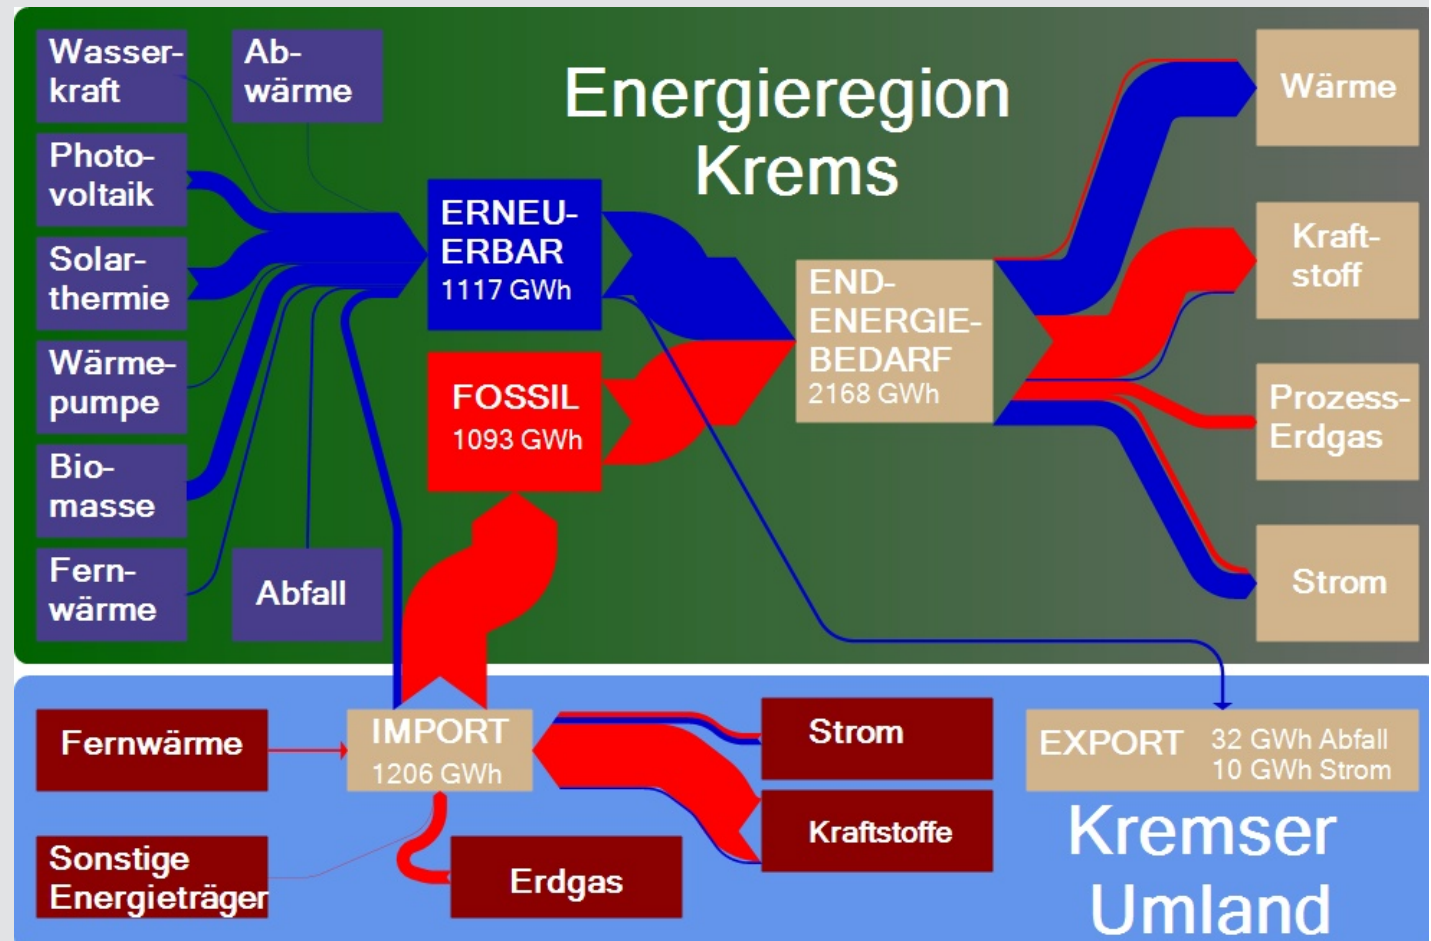 Energieregion
Krems
Wasser-
kraft
Ab-
wärme
Photo-
voltaik
Solar-
thermie
Wärme-
pumpe
Bio-
masse
Fern-
wärme
Abfall
ERNEU-
ERBAR
1117 GWh
FOSSIL
1093 GWh
END-
ENERGIE-
BEDARF
2168 GWh
Wärme
Kraft-
stoff
Prozess-
Erdgas
Strom
Fernwärme
IMPORT
1206 GWh
Strom
Kraftstoffe
Sonstige
Energieträger
Erdgas
EXPORT
32 GWh Abfall
10 GWh Strom
Kremser
Umland